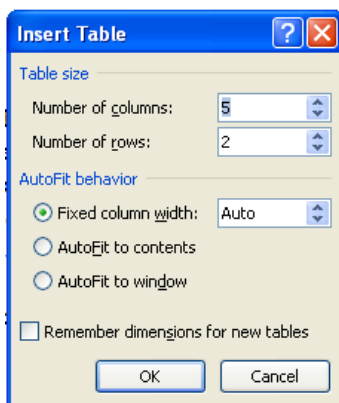 Insert Table
Table size
Number of columns: 5
Number of rows: 2
AutoFit behavior
Fixed column width: Auto
AutoFit to contents
AutoFit to window
Remember dimensions for new tables
OK Cancel